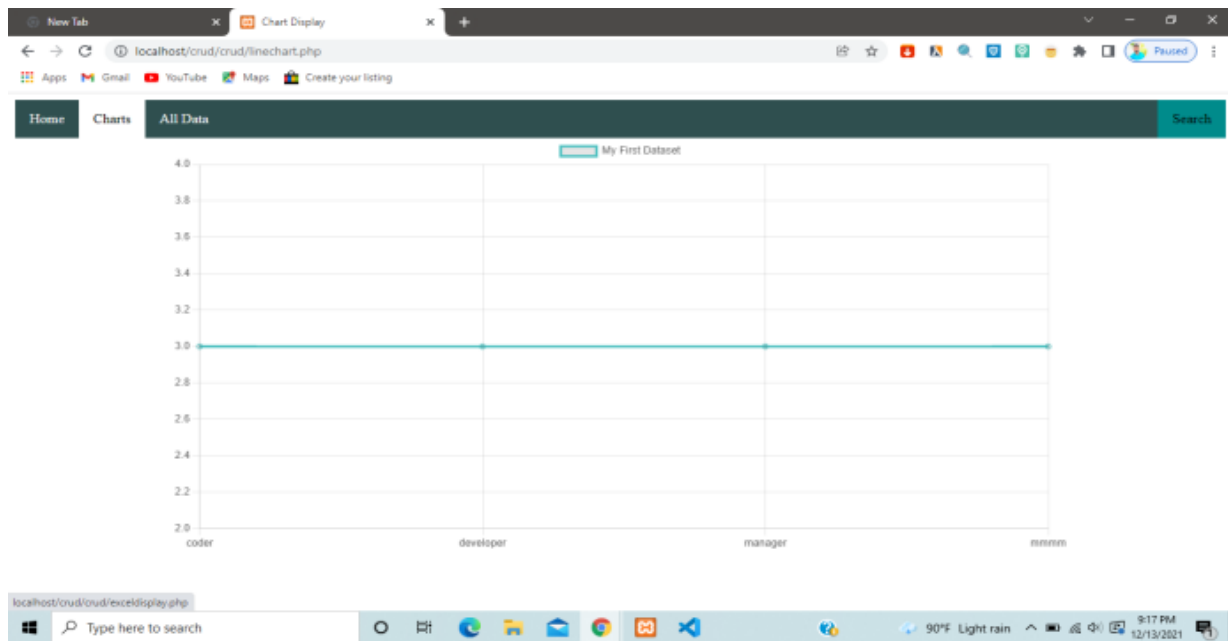 New Tab
Chart Display
localhost/crud/crud/linechart.php
Paused
Apps
Gmail
YouTube
Maps
Create your listing
Home
Charts
All Data
Search
My First Dataset
4.0
3.8
3.6
3.4
3.2
3.0
2.8
2.6
2.4
2.2
2.0
coder
developer
manager
mmmm
localhost/crud/crud/exceldisplay.php
Type here to search
90°F Light rain
9:17 PM
12/13/2021